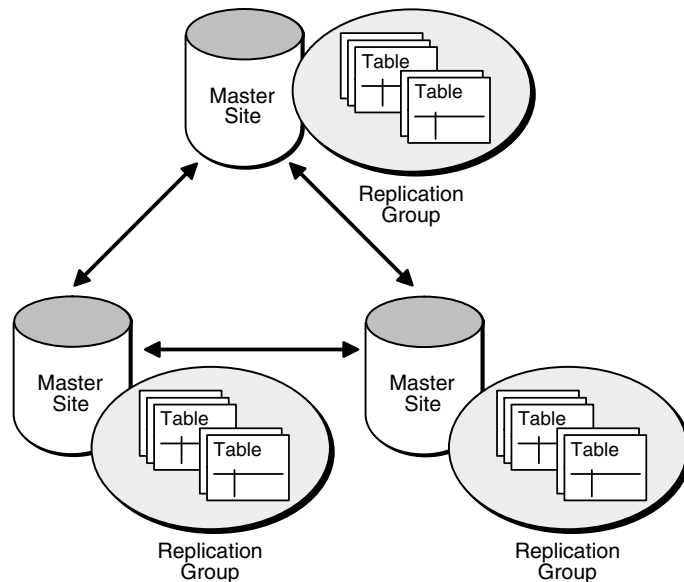 Table
Master
Site
Table
Replication
Group
Master
Site
Table
Table
Replication
Group
Master
Site
Table
Table
Replication
Group